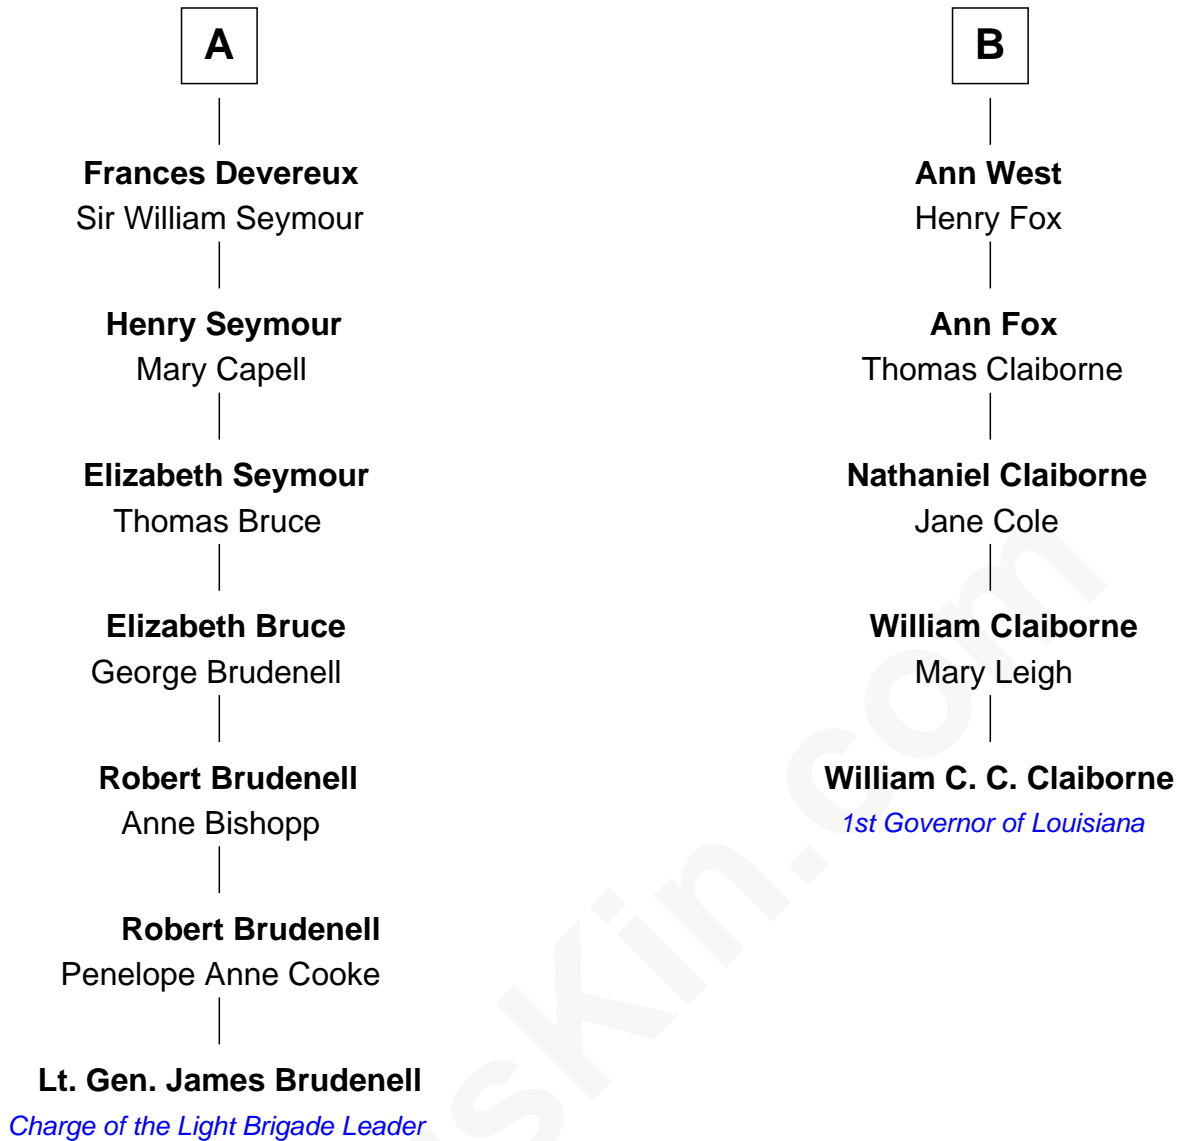 A
Frances Devereux
Sir William Seymour
Henry Seymour
Mary Capell
Elizabeth Seymour
Thomas Bruce
Elizabeth Bruce
George Brudenell
Robert Brudenell
Anne Bishopp
Robert Brudenell
Penelope Anne Cooke
Lt. Gen. James Brudenell
Charge of the Light Brigade Leader
B
Ann West
Henry Fox
Ann Fox
Thomas Claiborne
Nathaniel Claiborne
Jane Cole
William Claiborne
Mary Leigh
William C. C. Claiborne
1st Governor of Louisiana
sKin.com